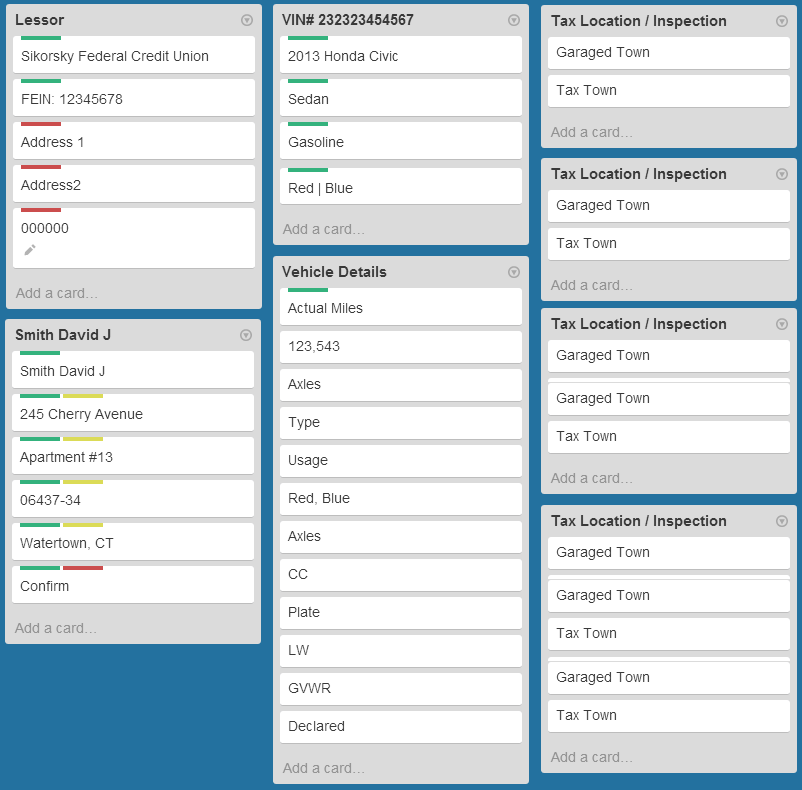 Lessor
Sikorsky Federal Credit Union
FEIN: 12345678
Address 1
Address2
000000
Add a card…
Smith David J
Smith David J
245 Cherry Avenue
Apartment #13
06437-34
Watertown, CT
Confirm
Add a card…
VIN# 232323454567
2013 Honda Civic
Sedan
Gasoline
Red | Blue
Add a card…
Vehicle Details
Actual Miles
123,543
Axles
Type
Usage
Red, Blue
Axles
CC
Plate
LW
GVWR
Declared
Add a card…
Tax Location / Inspection
Garaged Town
Tax Town
Add a card…
Tax Location / Inspection
Garaged Town
Tax Town
Add a card…
Tax Location / Inspection
Garaged Town
Garaged Town
Tax Town
Add a card…
Tax Location / Inspection
Garaged Town
Garaged Town
Tax Town
Garaged Town
Tax Town
Add a card…